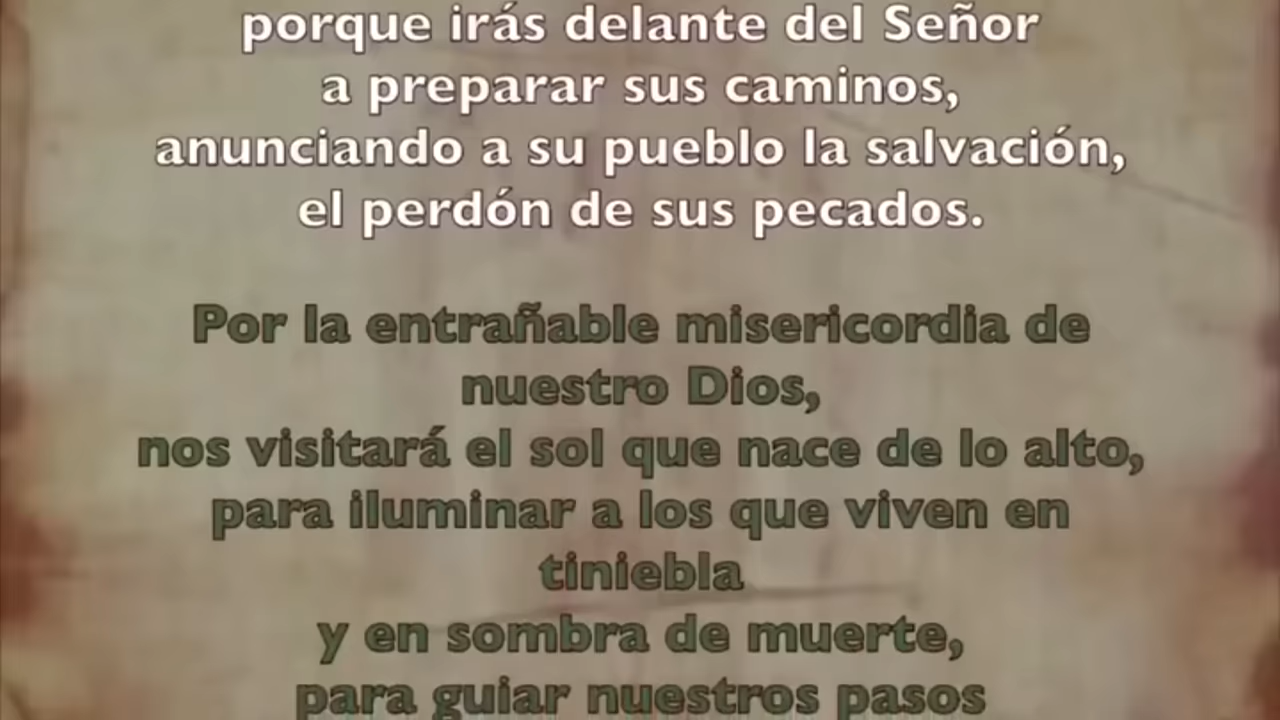 porque irás delante del Señor
a preparar sus caminos,
anunciando a su pueblo la salvación,
el perdón de sus pecados.
Por la entrañable misericordia de
nuestro Dios,
nos visitará el sol que nace de lo alto,
para iluminar a los que viven en
tiniebla
y en sombra de muerte,
para guiar nuestros pasos